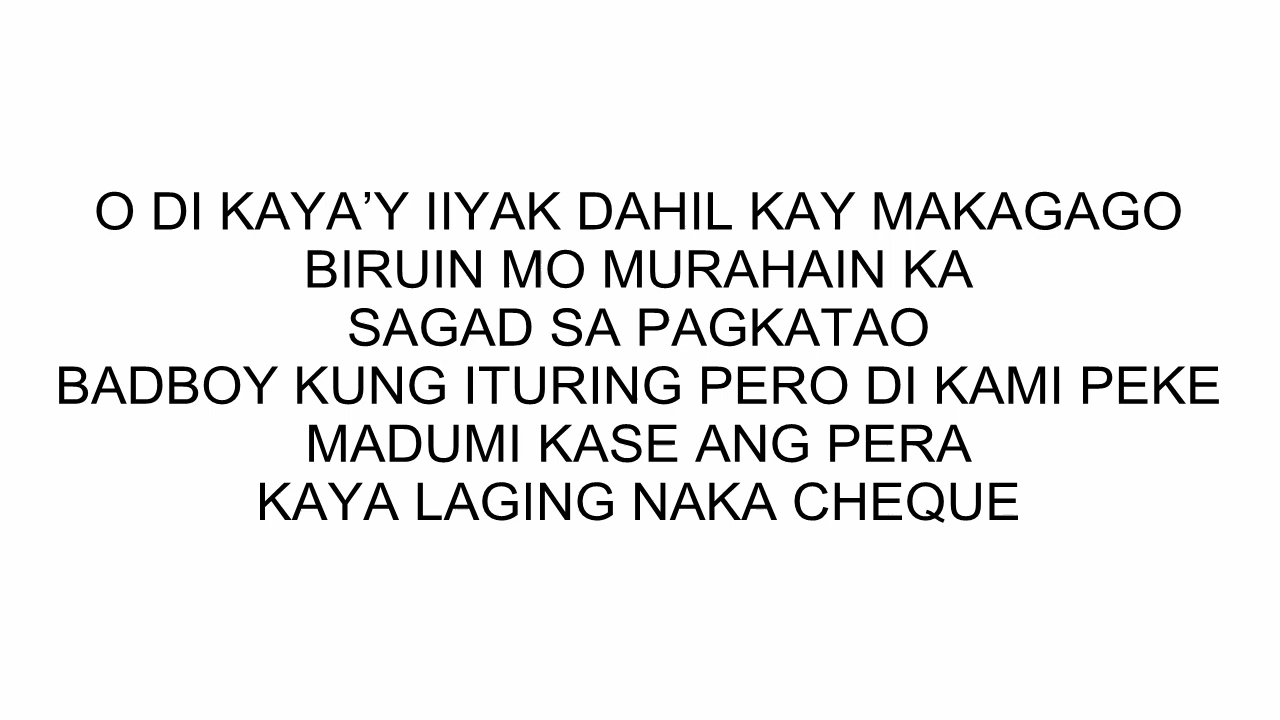 O DI KAYA’Y IIYAK DAHIL KAY MAKAGAGO
BIRUIN MO MURAHAIN KA
SAGAD SA PAGKATAO
BADBOY KUNG ITURING PERO DI KAMI PEKE
MADUMI KASE ANG PERA
KAYA LAGING NAKA CHEQUE